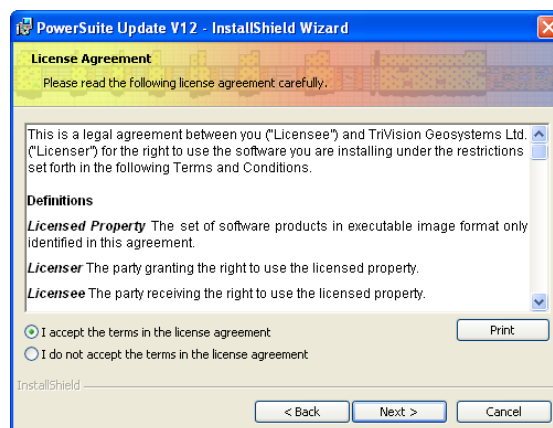 PowerSuite Update V12 - InstallShield Wizard
License Agreement
Please read the following license agreement carefully.
This is a legal agreement between you ("Licensee") and TriVision Geosystems Ltd.
("Licenser") for the right to use the software you are installing under the restrictions
set forth in the following Terms and Conditions.
Definitions
Licensed Property The set of software products in executable image format only
identified in this agreement.
Licenser The party granting the right to use the licensed property.
Licensee The party receiving the right to use the licensed property.
I accept the terms in the license agreement
Print
I do not accept the terms in the license agreement
InstallShield
< Back
Next >
Cancel